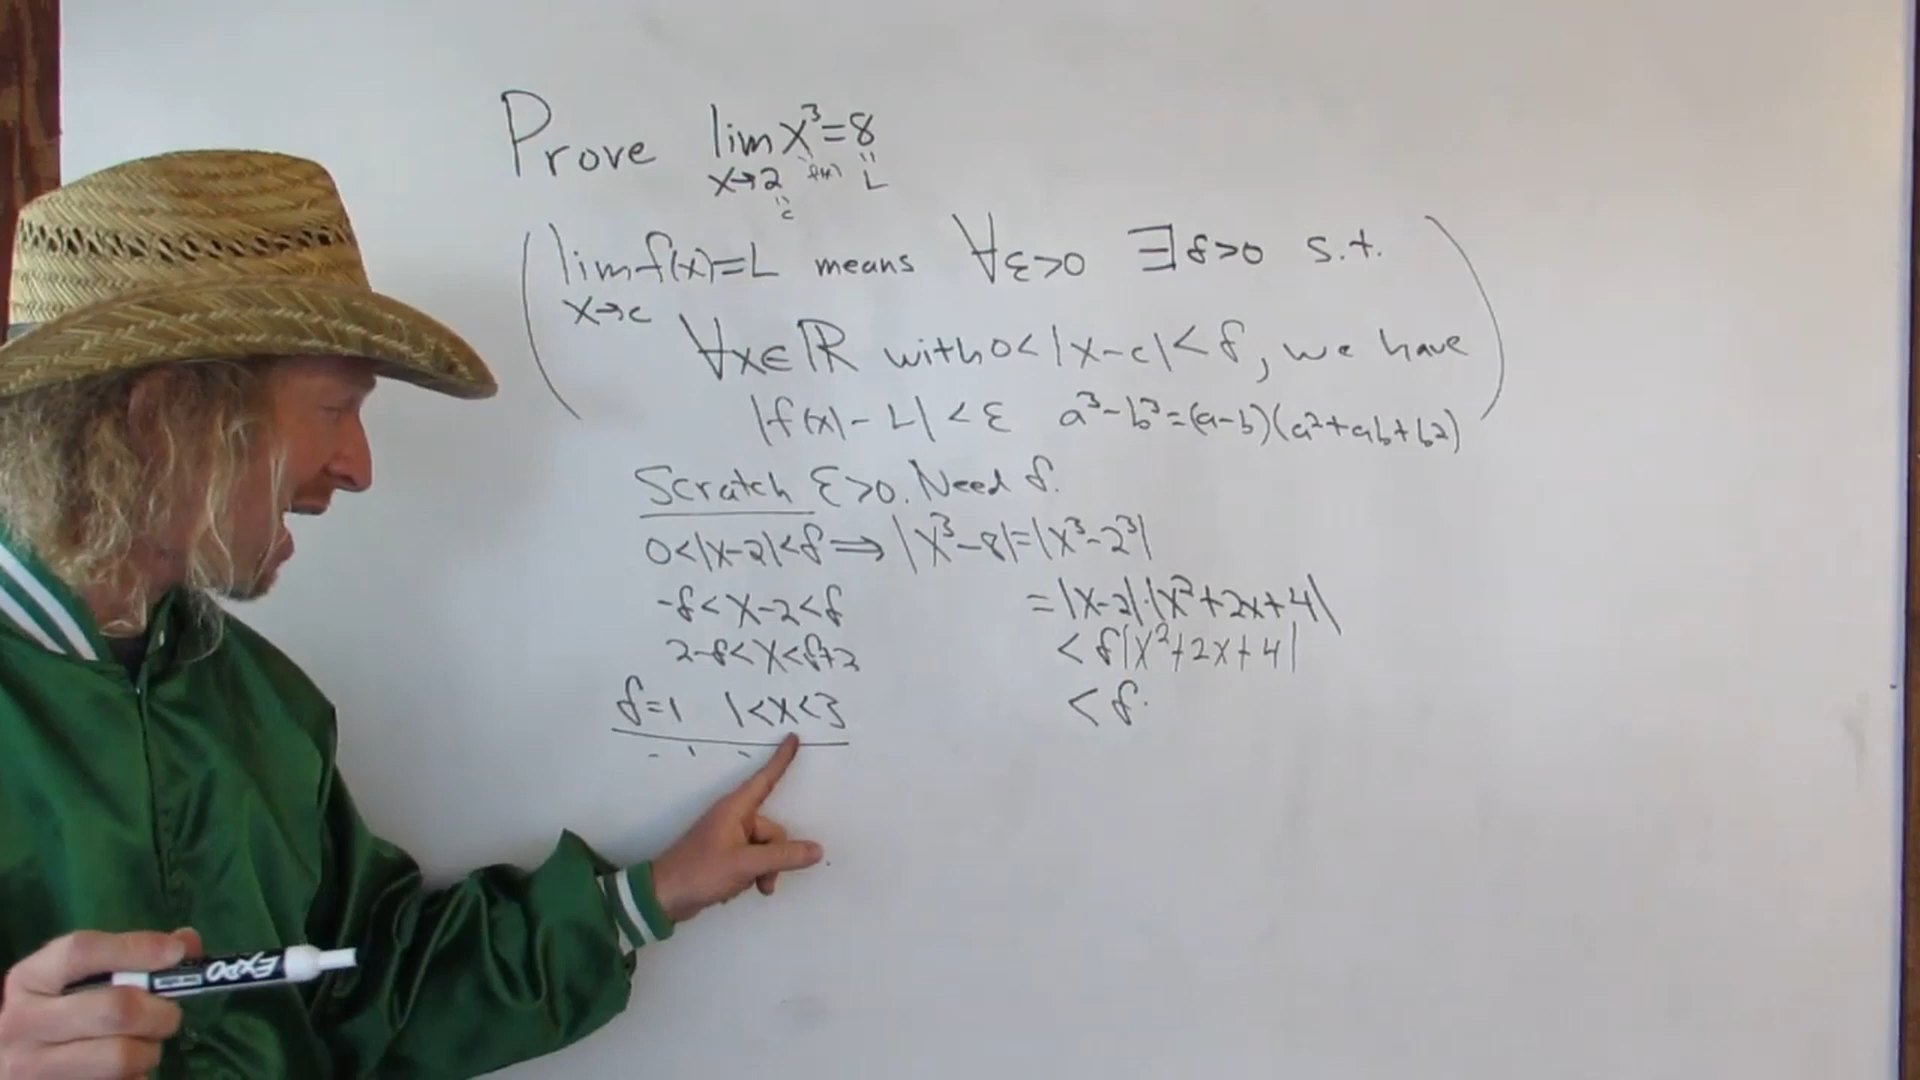 Prove lim x³=8
x→2 f(x) " L
" c
lim f(x)=L means ∀ε>0 ∃δ>0 s.t.
x→c
∀x∈ℝ with 0<|x-c|<δ, we have
|f(x)-L|<ε a³-b³=(a-b)(a²+ab+b²)
Scratch ε>0. Need δ.
0<|x-2|<δ ⟹ |x³-8|=|x³-2³|
-δ<x-2<δ =|x-2|·|x²+2x+4|
2-δ<x<δ+2 <δ|x²+2x+4|
δ=1 1<x<3 <δ·
EXPO